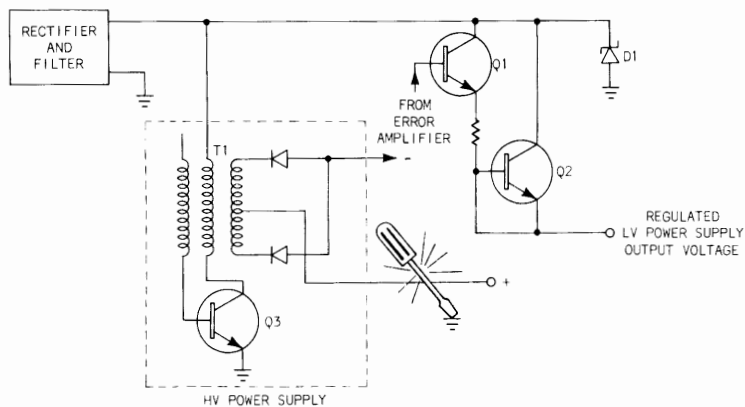 RECTIFIER
AND
FILTER
Q1
D1
FROM
ERROR
AMPLIFIER
T1
-
Q2
REGULATED
LV POWER SUPPLY
OUTPUT VOLTAGE
+
Q3
HV POWER SUPPLY